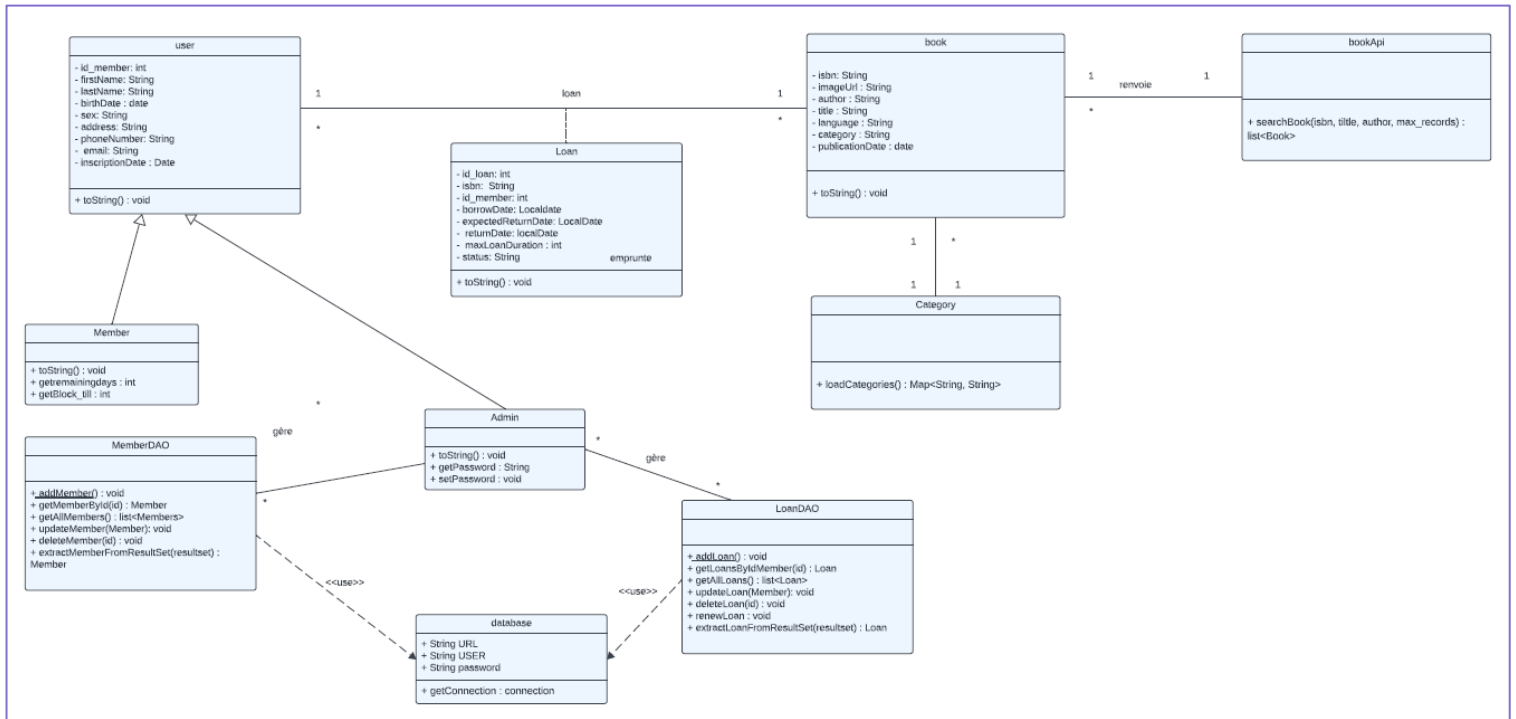 user
- id_member: int
- firstName: String
- lastName: String
- birthDate : date
- sex: String
- address: String
- phoneNumber: String
- email: String
- inscriptionDate : Date
+ toString() : void
1
*
loan
1
*
Loan
- id_loan: int
- isbn: String
- id_member: int
- borrowDate: Localdate
- expectedReturnDate: LocalDate
- returnDate: localDate
- maxLoanDuration : int
- status: String
emprunte
+ toString() : void
book
- isbn: String
- imageUrl : String
- author : String
- title : String
- language : String
- category : String
- publicationDate : date
+ toString() : void
1
*
renvoie
1
bookApi
+ searchBook(isbn, tiltle, author, max_records) :
list<Book>
1
*
1
1
Category
+ loadCategories() : Map<String, String>
Member
+ toString() : void
+ getremainingdays : int
+ getBlock_till : int
*
gère
*
Admin
+ toString() : void
+ getPassword : String
+ setPassword : void
*
gère
*
MemberDAO
+ addMember() : void
+ getMemberById(id) : Member
+ getAllMembers() : list<Members>
+ updateMember(Member): void
+ deleteMember(id) : void
+ extractMemberFromResultSet(resultset) :
Member
<<use>>
<<use>>
LoanDAO
+ addLoan() : void
+ getLoansByIdMember(id) : Loan
+ getAllLoans() : list<Loan>
+ updateLoan(Member): void
+ deleteLoan(id) : void
+ renewLoan : void
+ extractLoanFromResultSet(resultset) : Loan
database
+ String URL
+ String USER
+ String password
+ getConnection : connection